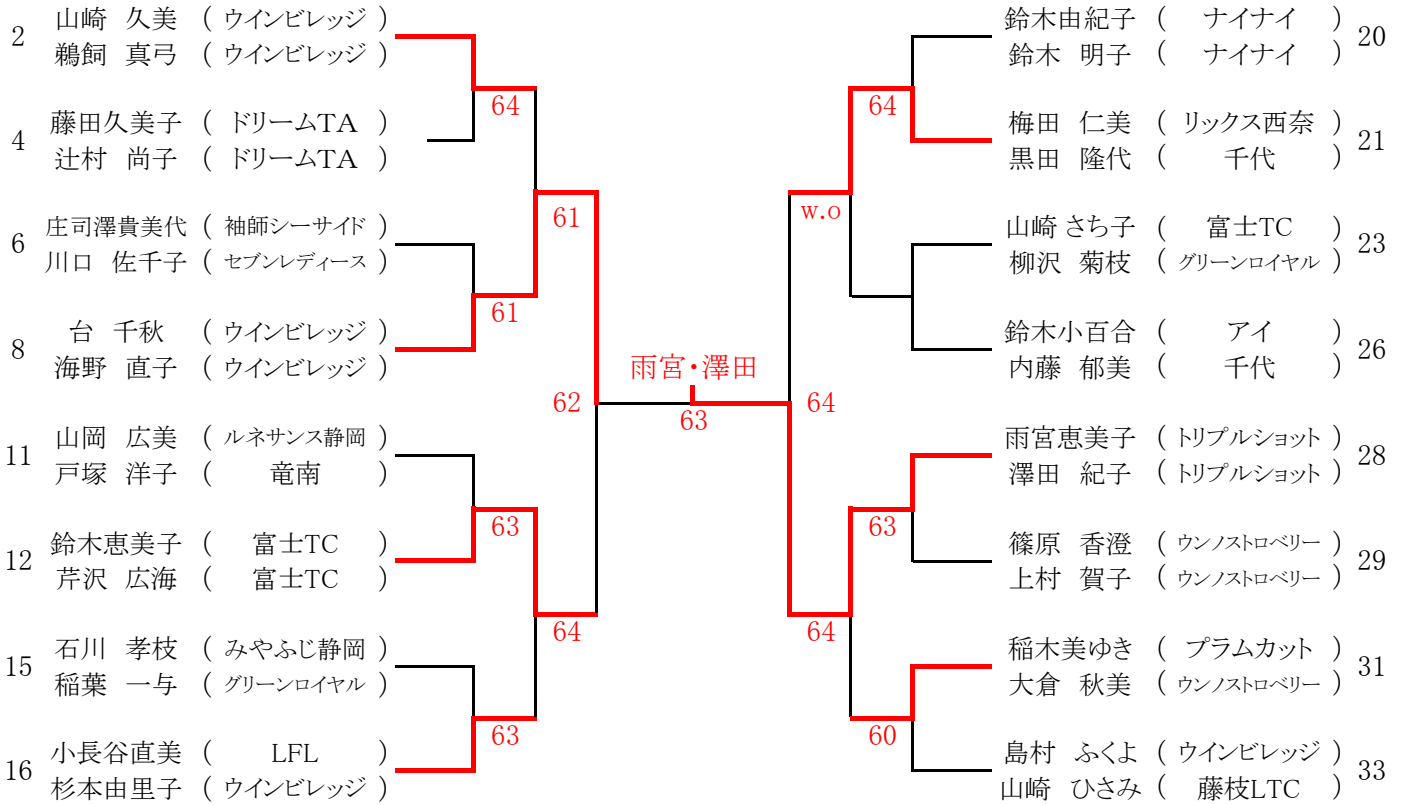 2 山崎 久美 ( ウインビレッジ )
鵜飼 真弓 ( ウインビレッジ )
64
4 藤田久美子 ( ドリームTA )
辻村 尚子 ( ドリームTA )
61
6 庄司澤貴美代 ( 袖師シーサイド )
川口 佐千子 ( セブンレディース )
61
8 台 千秋 ( ウインビレッジ )
海野 直子 ( ウインビレッジ )
62
11 山岡 広美 ( ルネサンス静岡 )
戸塚 洋子 ( 竜南 )
63
12 鈴木恵美子 ( 富士TC )
芹沢 広海 ( 富士TC )
64
15 石川 孝枝 ( みやふじ静岡 )
稲葉 一与 ( グリーンロイヤル )
63
16 小長谷直美 ( LFL )
杉本由里子 ( ウインビレッジ )
雨宮・澤田
63
鈴木由紀子 ( ナイナイ ) 20
鈴木 明子 ( ナイナイ )
64
梅田 仁美 ( リックス西奈 ) 21
黒田 隆代 ( 千代 )
w.o
山崎 さち子 ( 富士TC ) 23
柳沢 菊枝 ( グリーンロイヤル )
鈴木小百合 ( アイ ) 26
内藤 郁美 ( 千代 )
64
雨宮恵美子 ( トリプルショット ) 28
澤田 紀子 ( トリプルショット )
63
篠原 香澄 ( ウンノストロベリー ) 29
上村 賀子 ( ウンノストロベリー )
64
稲木美ゆき ( プラムカット ) 31
大倉 秋美 ( ウンノストロベリー )
60
島村 ふくよ ( ウインビレッジ ) 33
山崎 ひさみ ( 藤枝LTC )